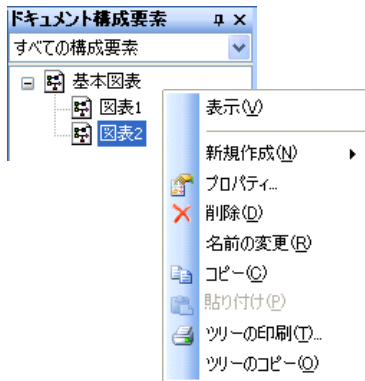 ドキュメント構成要素
すべての構成要素
基本図表
図表1
図表2
表示(V)
新規作成(N)
プロパティ...
削除(D)
名前の変更(R)
コピー(C)
貼り付け(P)
ツリーの印刷(T)...
ツリーのコピー(O)